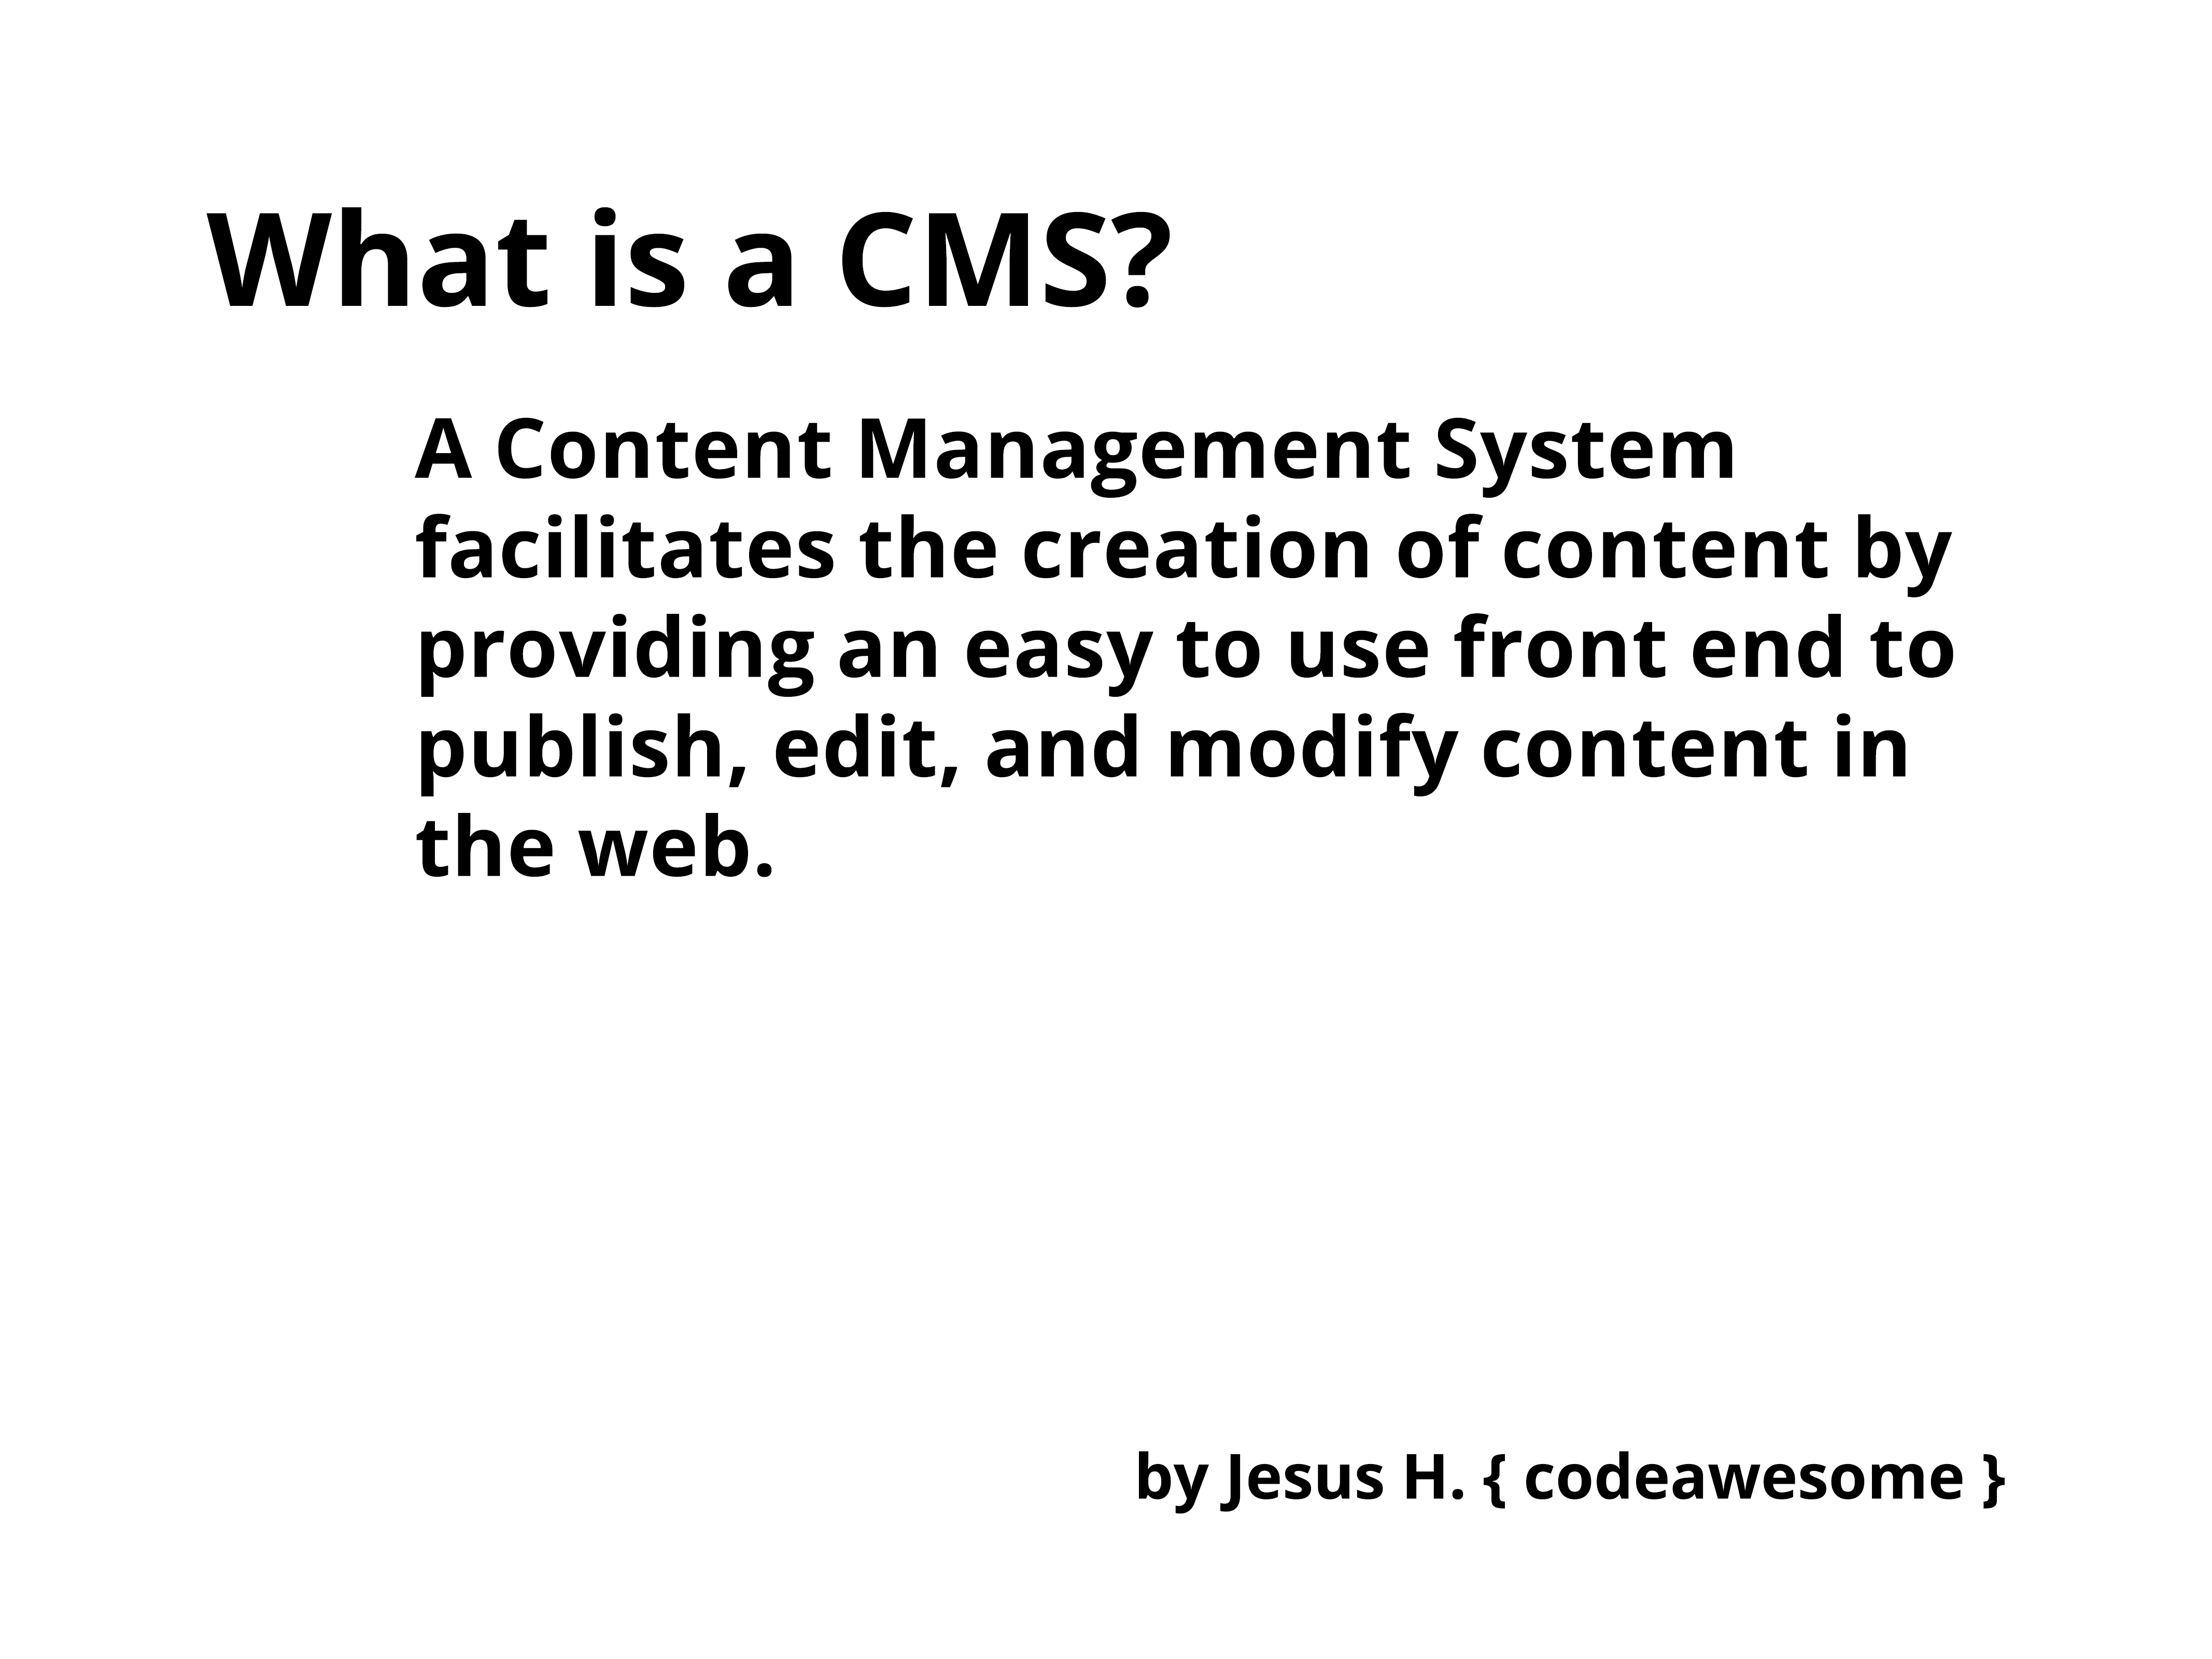 What is a CMS?
A Content Management System
facilitates the creation of content by
providing an easy to use front end to
publish, edit, and modify content in
the web.
by Jesus H. { codeawesome }